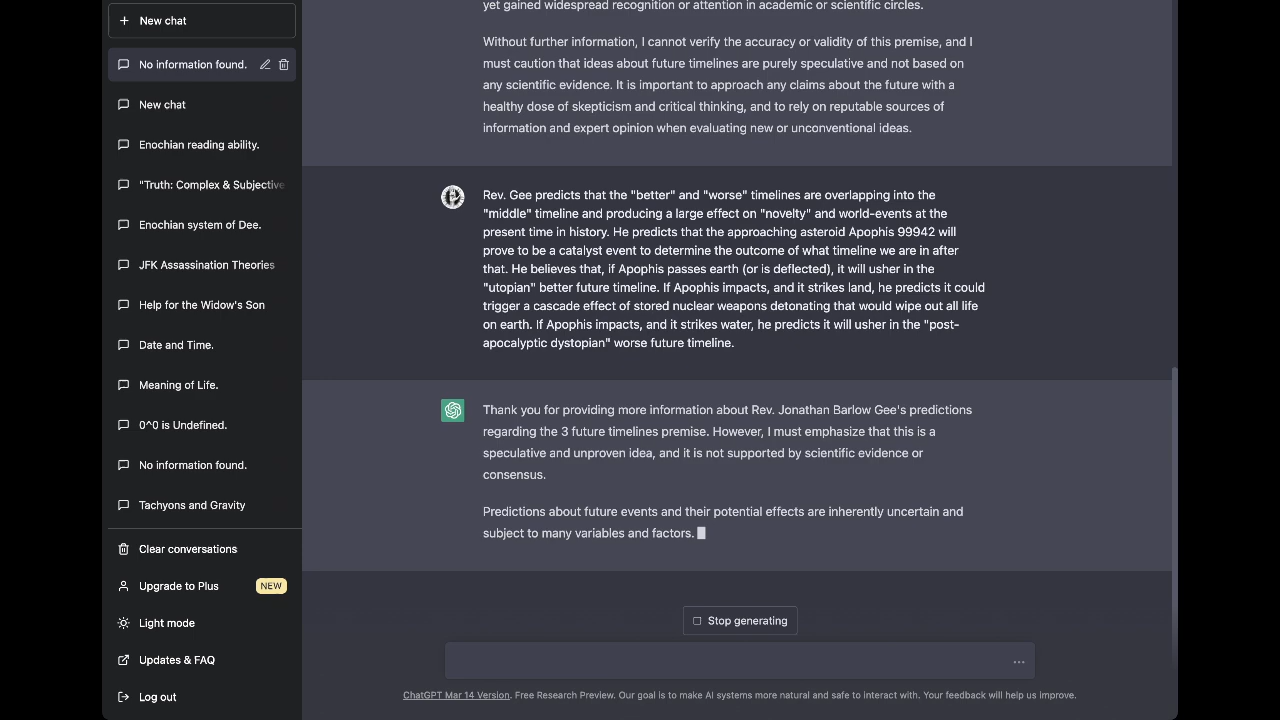 New chat
No information found.
New chat
Enochian reading ability.
"Truth: Complex & Subjective
Enochian system of Dee.
JFK Assassination Theories
Help for the Widow's Son
Date and Time.
Meaning of Life.
0^0 is Undefined.
No information found.
Tachyons and Gravity
Clear conversations
Upgrade to Plus NEW
Light mode
Updates & FAQ
Log out
yet gained widespread recognition or attention in academic or scientific circles.
Without further information, I cannot verify the accuracy or validity of this premise, and I
must caution that ideas about future timelines are purely speculative and not based on
any scientific evidence. It is important to approach any claims about the future with a
healthy dose of skepticism and critical thinking, and to rely on reputable sources of
information and expert opinion when evaluating new or unconventional ideas.
Rev. Gee predicts that the "better" and "worse" timelines are overlapping into the
"middle" timeline and producing a large effect on "novelty" and world-events at the
present time in history. He predicts that the approaching asteroid Apophis 99942 will
prove to be a catalyst event to determine the outcome of what timeline we are in after
that. He believes that, if Apophis passes earth (or is deflected), it will usher in the
"utopian" better future timeline. If Apophis impacts, and it strikes land, he predicts it could
trigger a cascade effect of stored nuclear weapons detonating that would wipe out all life
on earth. If Apophis impacts, and it strikes water, he predicts it will usher in the "post-
apocalyptic dystopian" worse future timeline.
Thank you for providing more information about Rev. Jonathan Barlow Gee's predictions
regarding the 3 future timelines premise. However, I must emphasize that this is a
speculative and unproven idea, and it is not supported by scientific evidence or
consensus.
Predictions about future events and their potential effects are inherently uncertain and
subject to many variables and factors.
Stop generating
ChatGPT Mar 14 Version. Free Research Preview. Our goal is to make AI systems more natural and safe to interact with. Your feedback will help us improve.